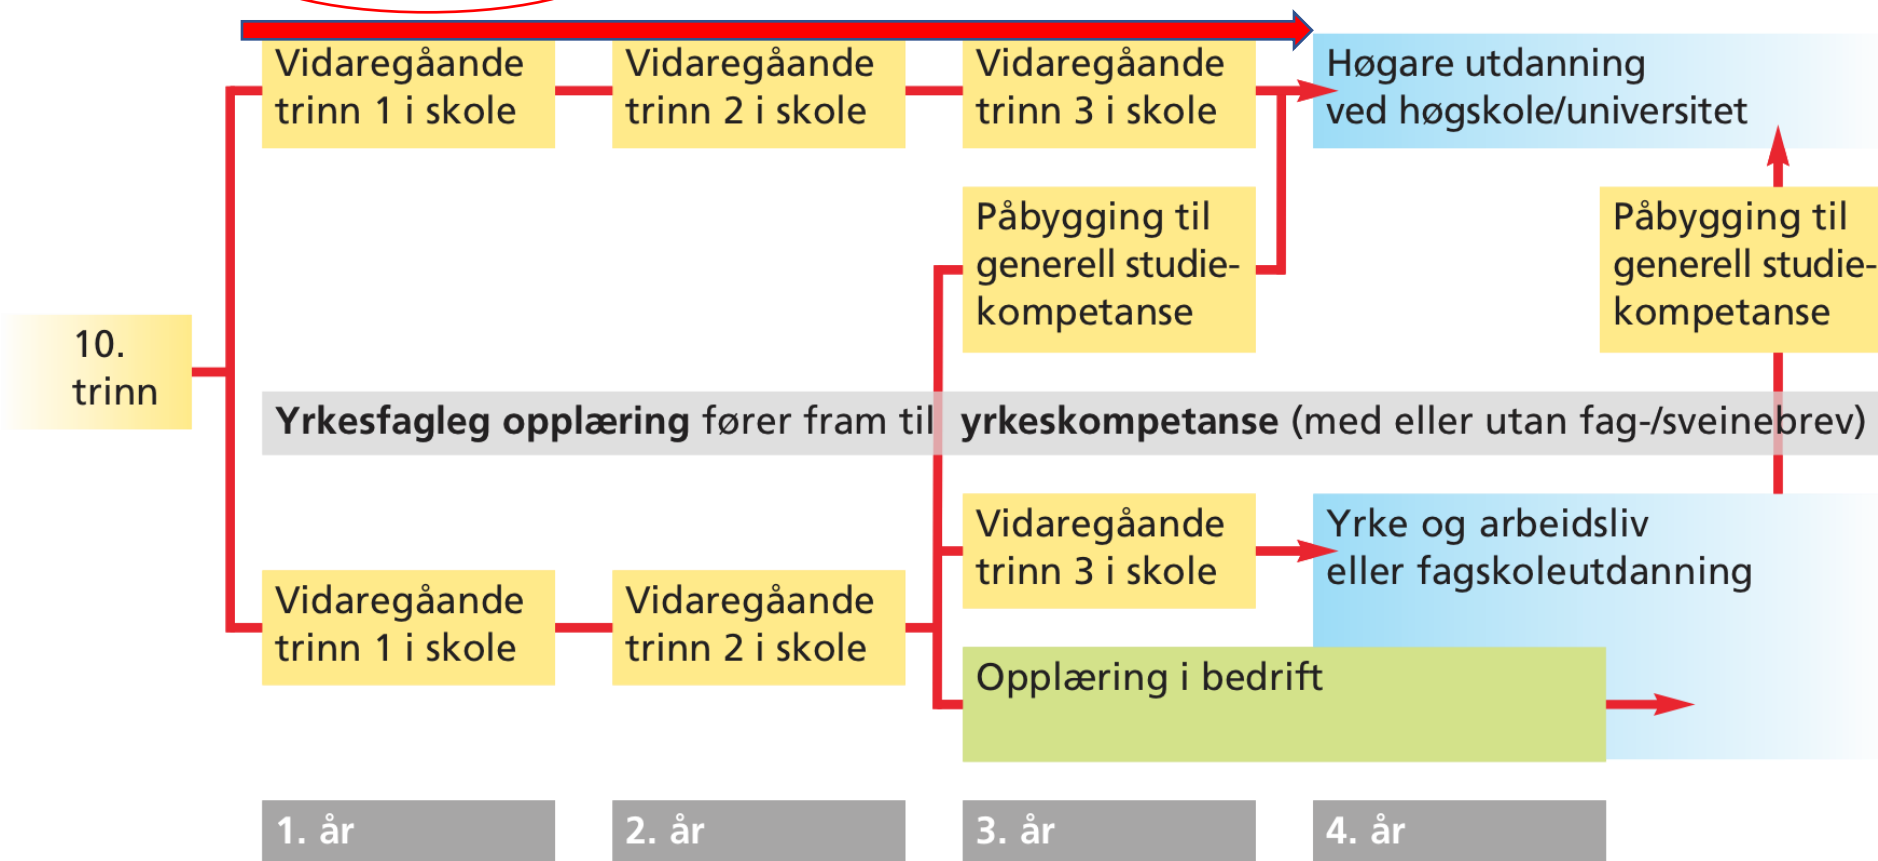 Vidaregåande
trinn 1 i skole
Vidaregåande
trinn 2 i skole
Vidaregåande
trinn 3 i skole
Høgare utdanning
ved høgskole/universitet
Påbygging til
generell studie-
kompetanse
Påbygging til
generell studie-
kompetanse
10.
trinn
Yrkesfagleg opplæring fører fram til yrkeskompetanse (med eller utan fag-/sveinebrev)
Vidaregåande
trinn 1 i skole
Vidaregåande
trinn 2 i skole
Vidaregåande
trinn 3 i skole
Yrke og arbeidsliv
eller fagskoleutdanning
Opplæring i bedrift
1. år
2. år
3. år
4. år